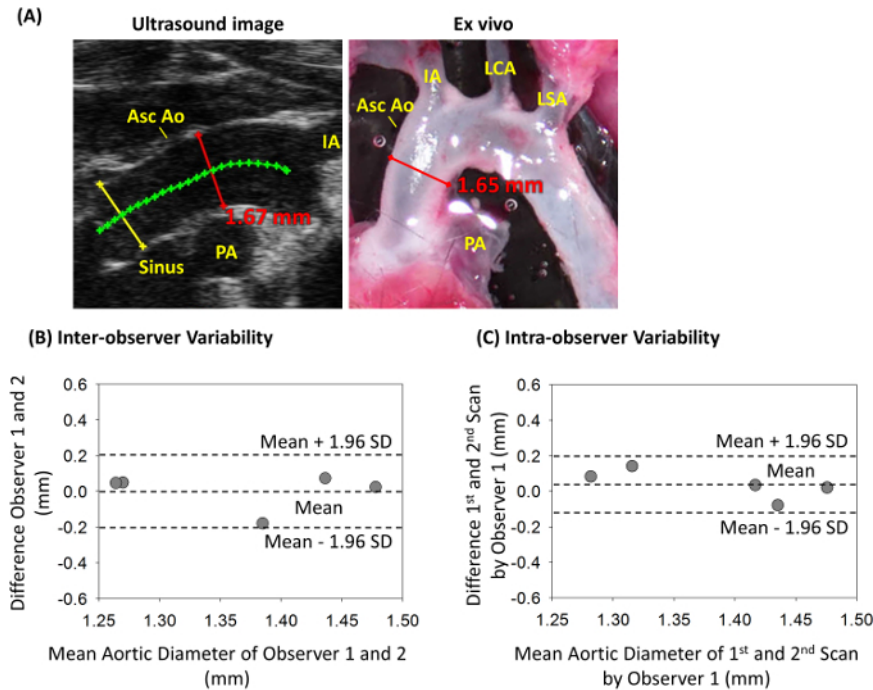 (A)
Ultrasound image
Ex vivo
Asc Ao
IA
1.67 mm
PA
Sinus
IA
LCA
LSA
Asc Ao
1.65 mm
PA
(B) Inter-observer Variability
Difference Observer 1 and 2
(mm)
0.6
0.4
0.2
0.0
-0.2
-0.4
-0.6
Mean + 1.96 SD
Mean
Mean - 1.96 SD
1.25 1.30 1.35 1.40 1.45 1.50
Mean Aortic Diameter of Observer 1 and 2
(mm)
(C) Intra-observer Variability
Difference 1st and 2nd Scan
by Observer 1 (mm)
0.6
0.4
0.2
0.0
-0.2
-0.4
-0.6
Mean + 1.96 SD
Mean
Mean - 1.96 SD
1.25 1.30 1.35 1.40 1.45 1.50
Mean Aortic Diameter of 1st and 2nd Scan
by Observer 1 (mm)